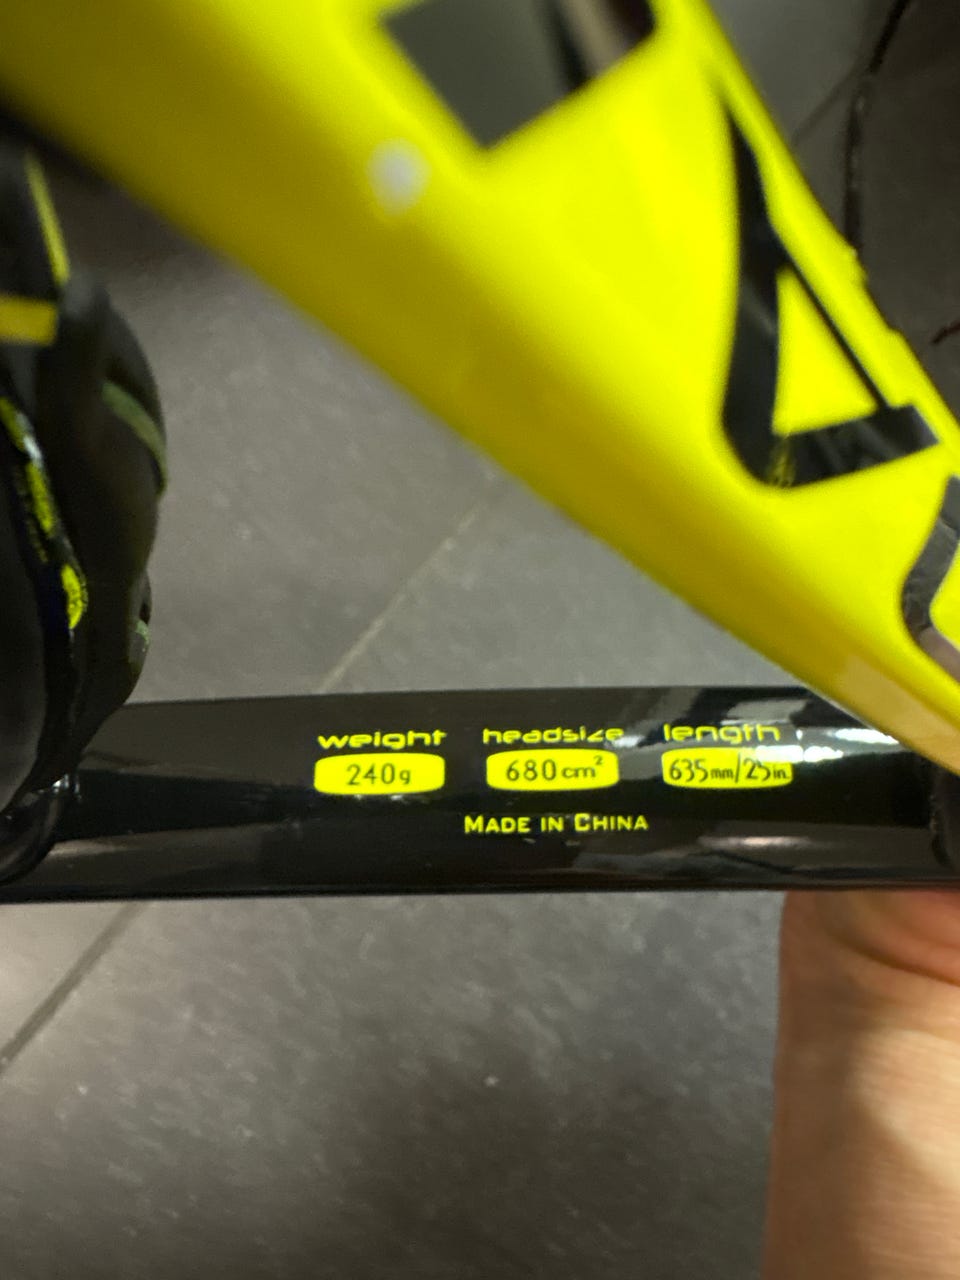 weight headsize length
240g 680cm² 635mm/25in.
MADE IN CHINA